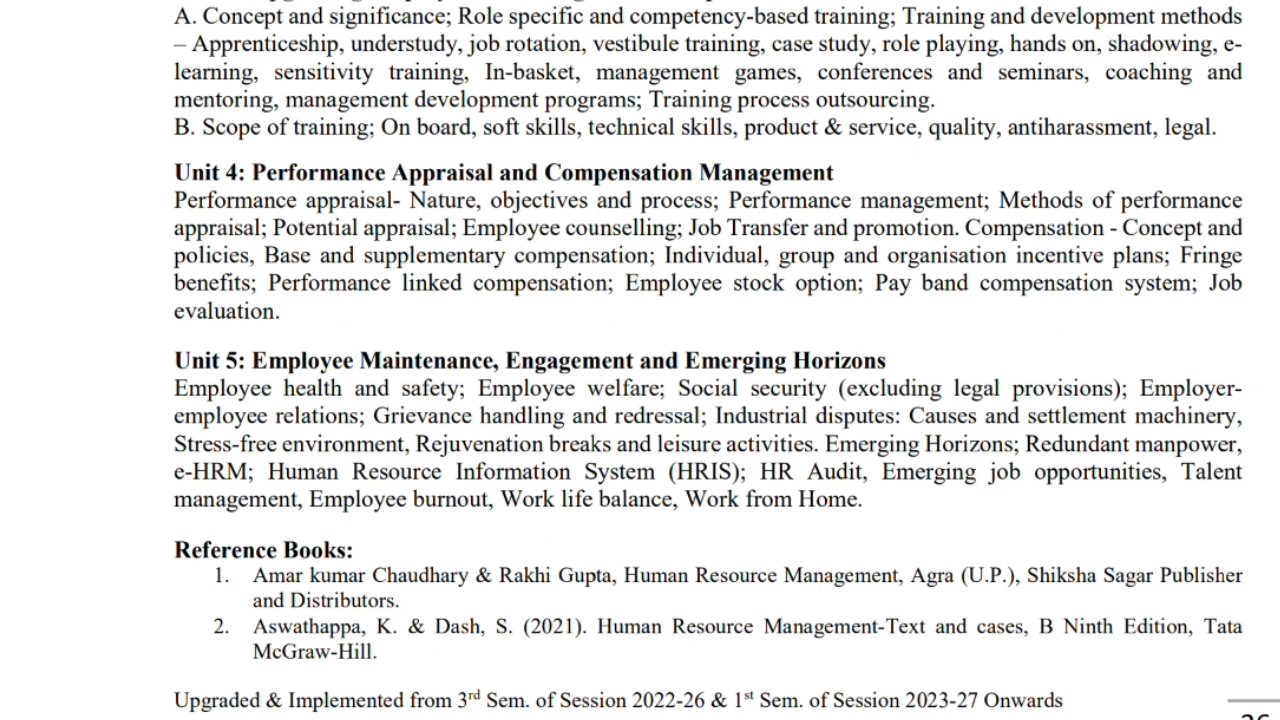 A. Concept and significance; Role specific and competency-based training; Training and development methods
– Apprenticeship, understudy, job rotation, vestibule training, case study, role playing, hands on, shadowing, e-
learning, sensitivity training, In-basket, management games, conferences and seminars, coaching and
mentoring, management development programs; Training process outsourcing.
B. Scope of training; On board, soft skills, technical skills, product & service, quality, antiharassment, legal.
Unit 4: Performance Appraisal and Compensation Management
Performance appraisal- Nature, objectives and process; Performance management; Methods of performance
appraisal; Potential appraisal; Employee counselling; Job Transfer and promotion. Compensation - Concept and
policies, Base and supplementary compensation; Individual, group and organisation incentive plans; Fringe
benefits; Performance linked compensation; Employee stock option; Pay band compensation system; Job
evaluation.
Unit 5: Employee Maintenance, Engagement and Emerging Horizons
Employee health and safety; Employee welfare; Social security (excluding legal provisions); Employer-
employee relations; Grievance handling and redressal; Industrial disputes: Causes and settlement machinery,
Stress-free environment, Rejuvenation breaks and leisure activities. Emerging Horizons; Redundant manpower,
e-HRM; Human Resource Information System (HRIS); HR Audit, Emerging job opportunities, Talent
management, Employee burnout, Work life balance, Work from Home.
Reference Books:
1. Amar kumar Chaudhary & Rakhi Gupta, Human Resource Management, Agra (U.P.), Shiksha Sagar Publisher
and Distributors.
2. Aswathappa, K. & Dash, S. (2021). Human Resource Management-Text and cases, B Ninth Edition, Tata
McGraw-Hill.
Upgraded & Implemented from 3rd Sem. of Session 2022-26 & 1st Sem. of Session 2023-27 Onwards